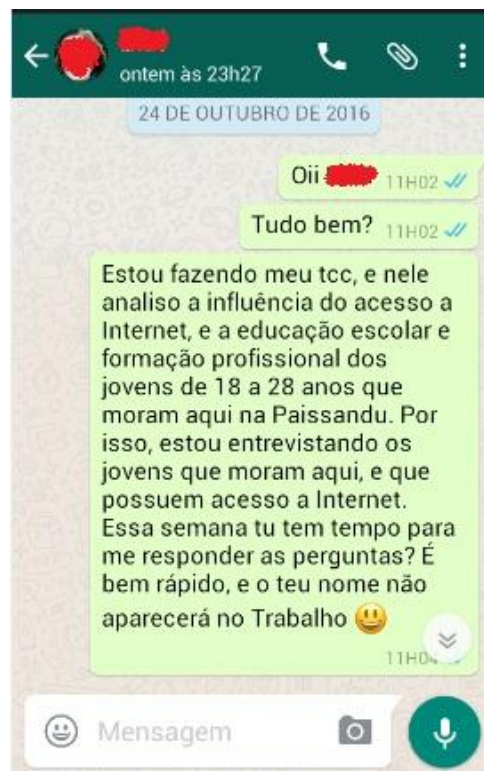 ontem às 23h27
24 DE OUTUBRO DE 2016
Oii 11H02
Tudo bem? 11H02
Estou fazendo meu tcc, e nele
analiso a influência do acesso a
Internet, e a educação escolar e
formação profissional dos
jovens de 18 a 28 anos que
moram aqui na Paissandu. Por
isso, estou entrevistando os
jovens que moram aqui, e que
possuem acesso a Internet.
Essa semana tu tem tempo para
me responder as perguntas? É
bem rápido, e o teu nome não
aparecerá no Trabalho 😃
11H04
Mensagem